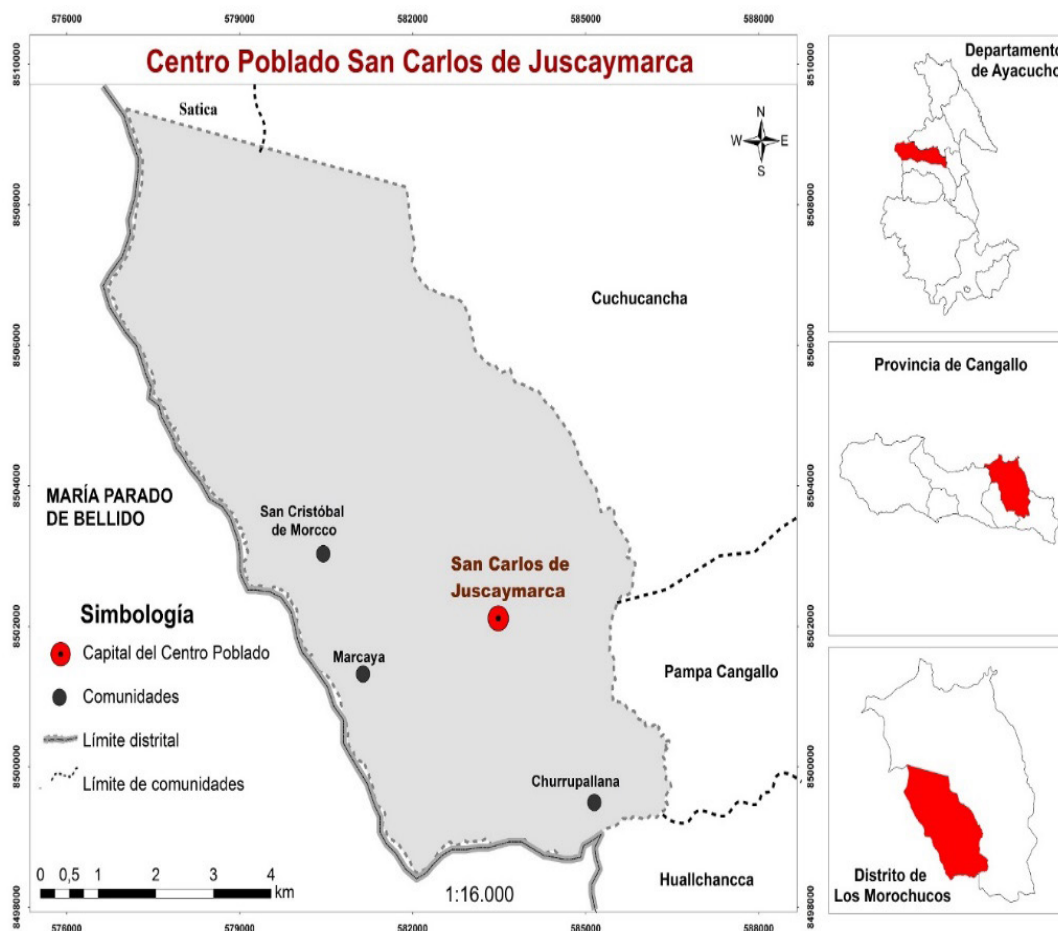 576000
579000
582000
585000
588000
Centro Poblado San Carlos de Juscaymarca
Satica
N
W
E
S
Cuchucancha
8510000
8508000
8506000
8504000
8502000
8500000
8498000
MARÍA PARADO
DE BELLIDO
San Cristóbal
de Morcco
San Carlos de
Juscaymarca
Marcaya
Pampa Cangallo
Churrupallana
Huallchancca
Simbología
Capital del Centro Poblado
Comunidades
Límite distrital
Límite de comunidades
0 0,5 1 2 3 4
km
1:16.000
8510000
8508000
8506000
8504000
8502000
8500000
8498000
576000
579000
582000
585000
588000
Departamento
de Ayacucho
Provincia de Cangallo
Distrito de
Los Morochucos